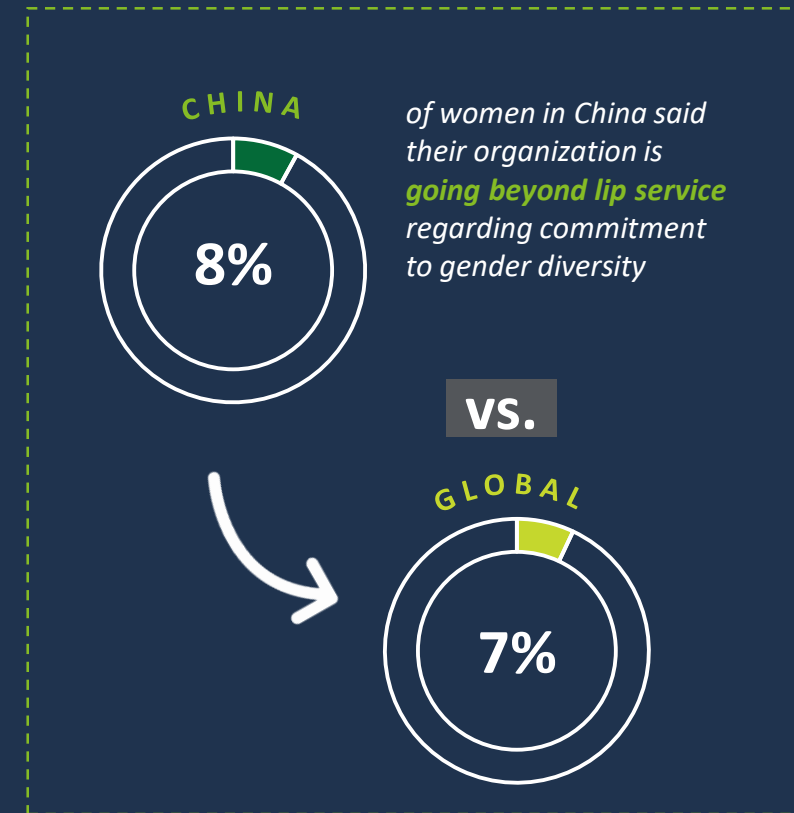 CHINA
8%
of women in China said
their organization is
going beyond lip service
regarding commitment
to gender diversity
vs.
GLOBAL
7%